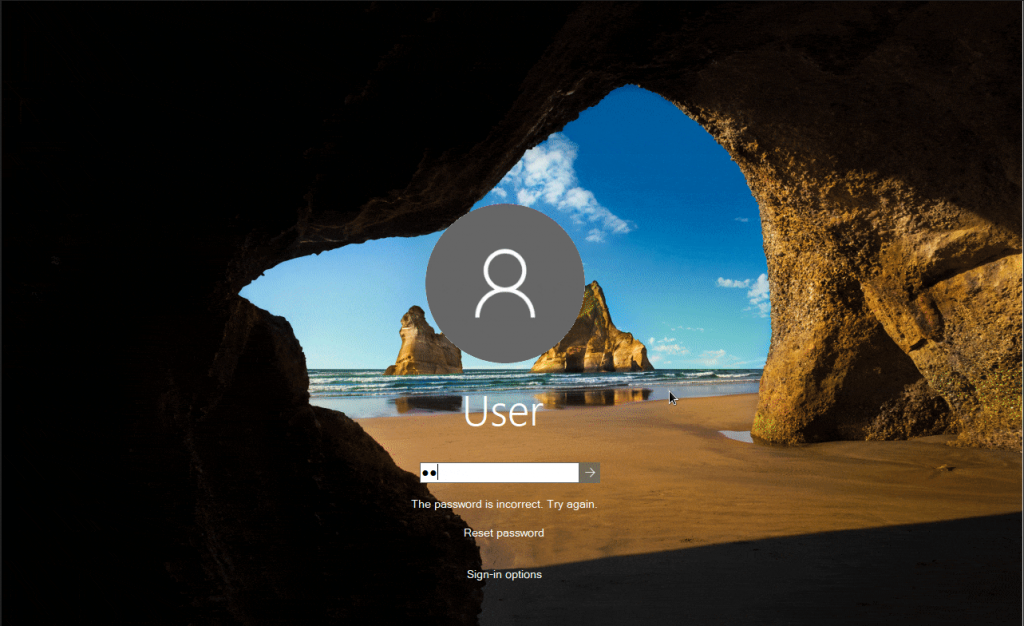 User
The password is incorrect. Try again.
Reset password
Sign-in options